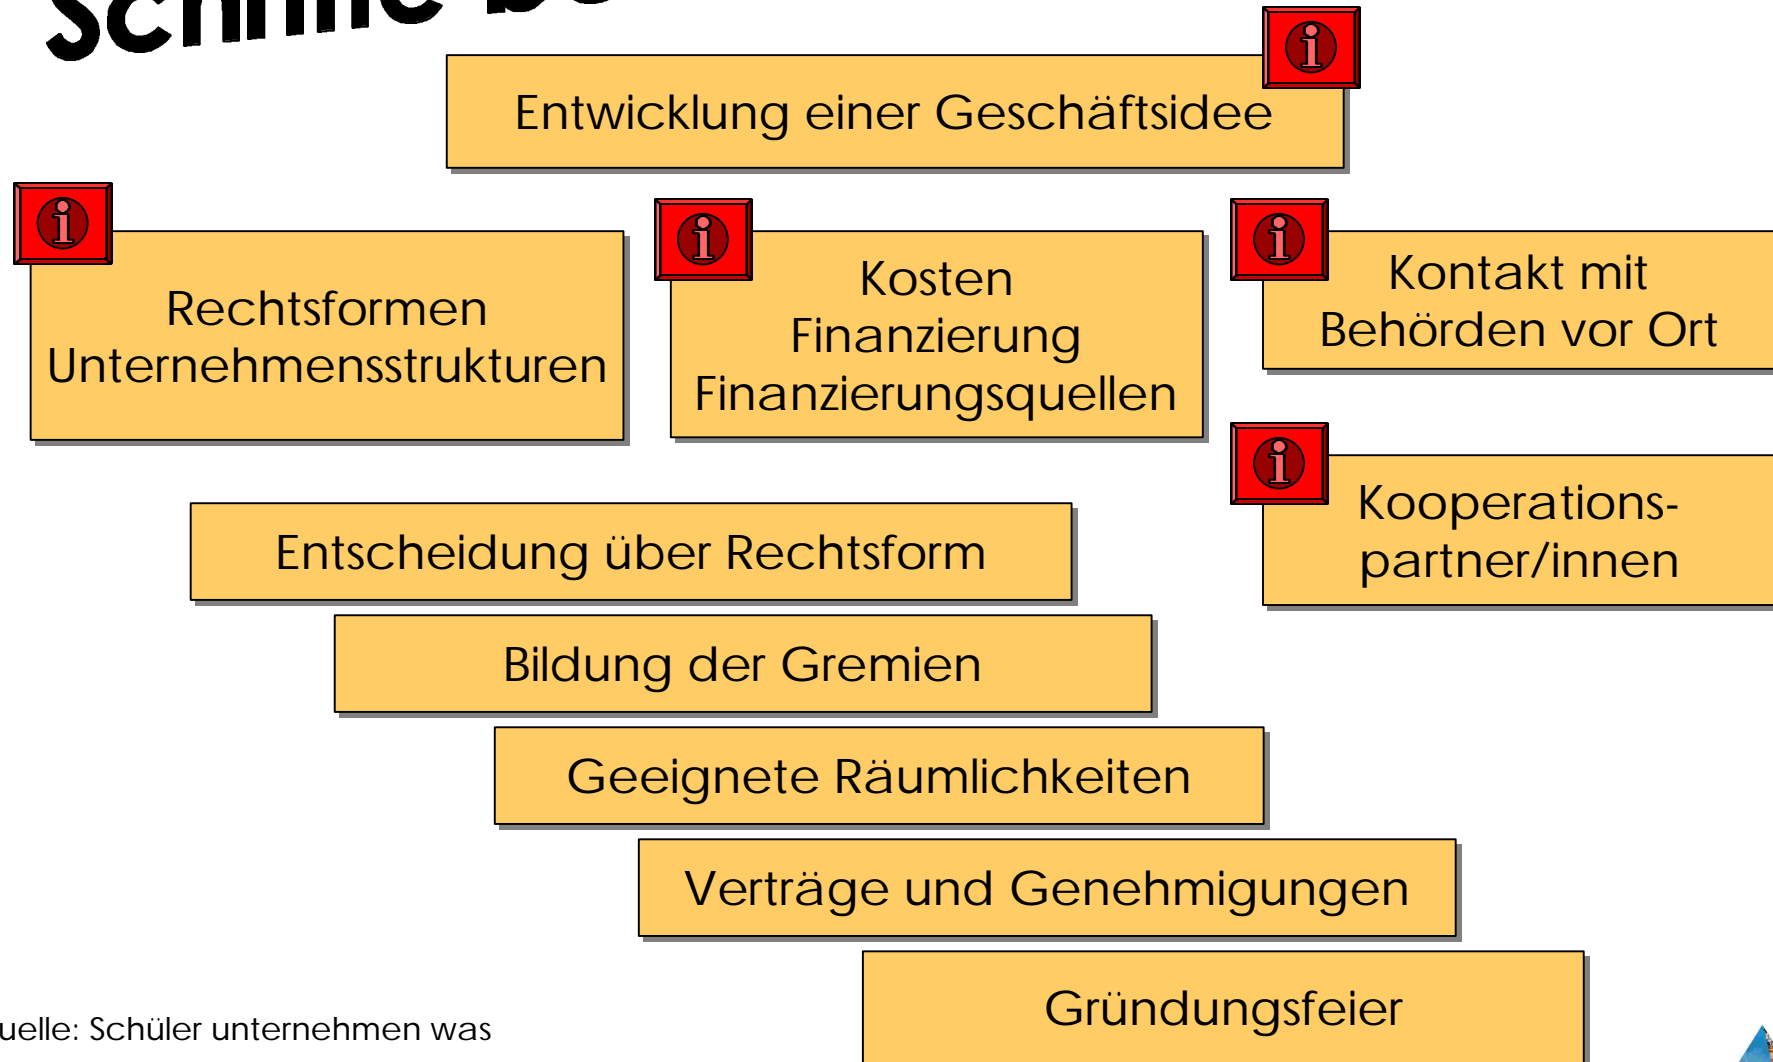 Entwicklung einer Geschäftsidee
Rechtsformen
Unternehmensstrukturen
Kosten
Finanzierung
Finanzierungsquellen
Kontakt mit
Behörden vor Ort
Kooperations-
partner/innen
Entscheidung über Rechtsform
Bildung der Gremien
Geeignete Räumlichkeiten
Verträge und Genehmigungen
Gründungsfeier
uelle: Schüler unternehmen was